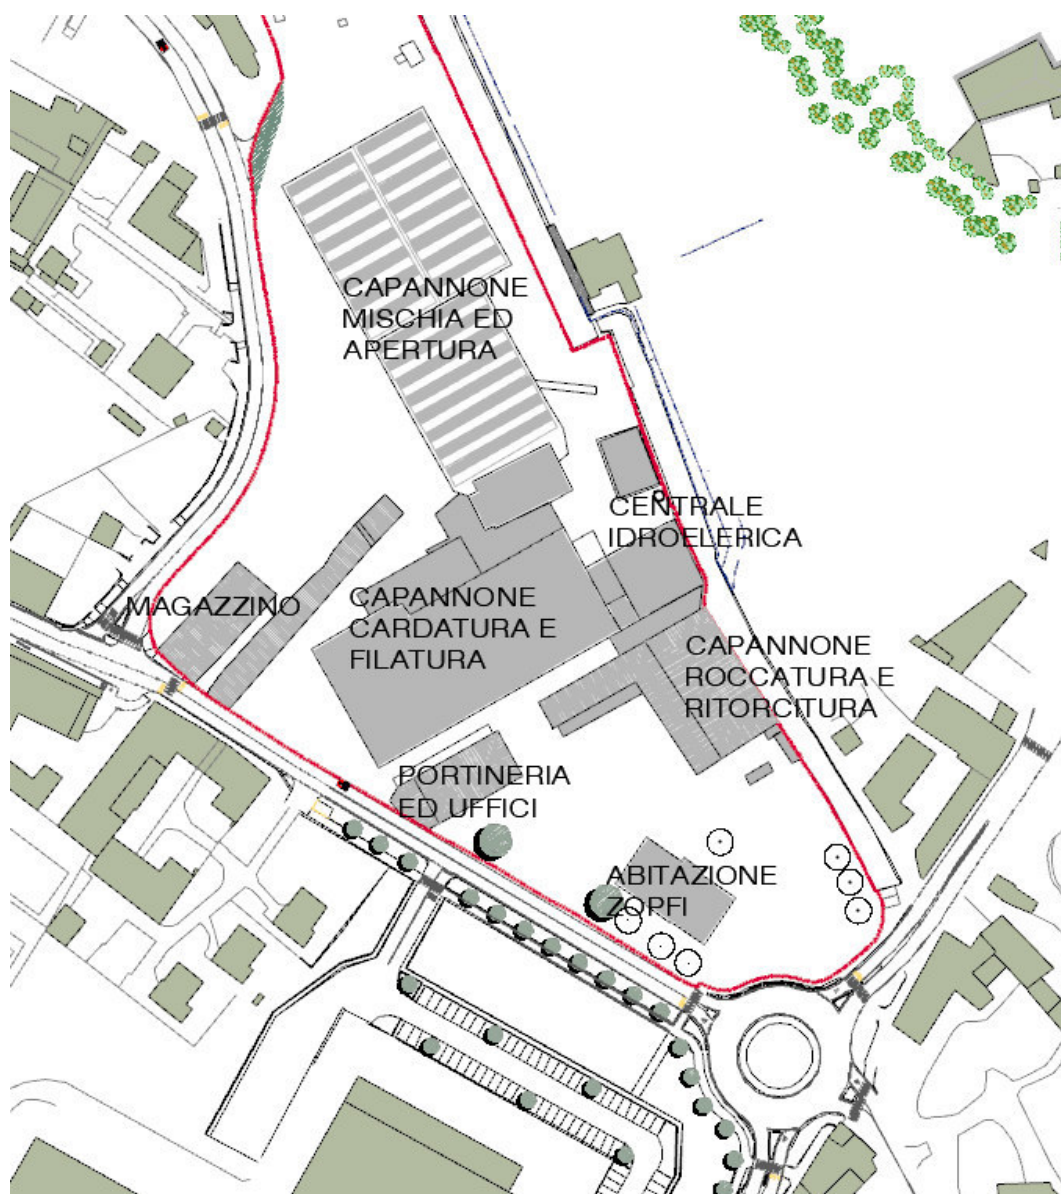 CAPANNONE
MISCHIA ED
APERTURA
CENTRALE
IDROELERICA
MAGAZZINO
CAPANNONE
CARDATURA E
FILATURA
CAPANNONE
ROCCATURA E
RITORCITURA
PORTINERIA
ED UFFICI
ABITAZIONE
ZOPFI